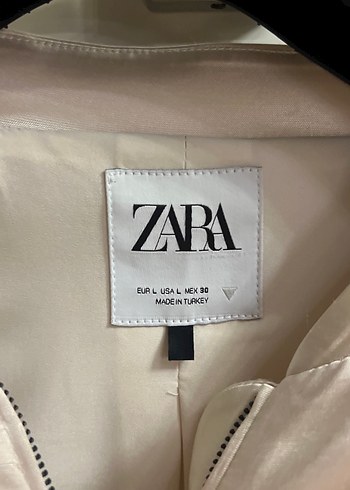 ZARA
EUR L USA L MEX 30
MADE IN TURKEY